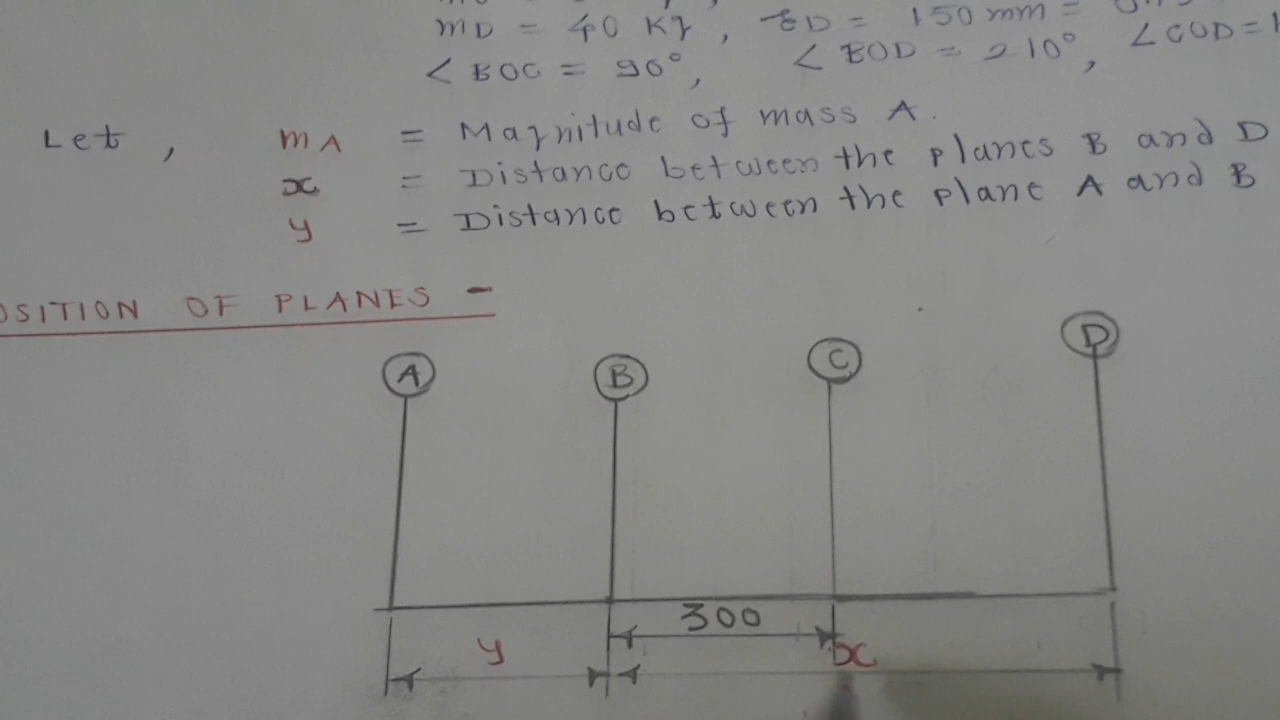 mD = 40 Kg, rD = 150 mm =
∠BOC = 90°, ∠BOD = 210°, ∠COD = 1
Let, mA = Magnitude of mass A.
x = Distance between the planes B and D
y = Distance between the plane A and B
OSITION OF PLANES -
A B C D
300
y x